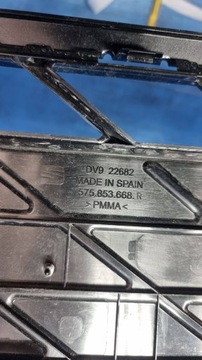 DV9 22682
MADE IN SPAIN
575.853.668.R
>PMMA<